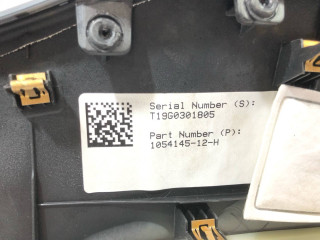 Serial Number (S):
T19G0301805
Part Number (P):
1054145-12-H